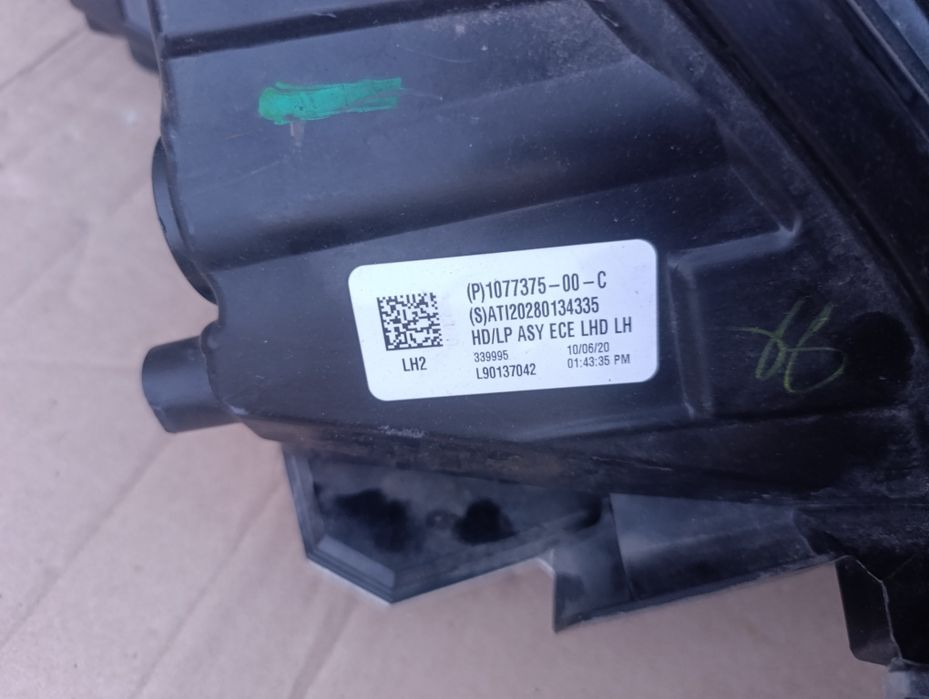 (P)1077375-00-C
(S)ATI20280134335
HD/LP ASY ECE LHD LH
LH2
339995
10/06/20
L90137042
01:43:35 PM